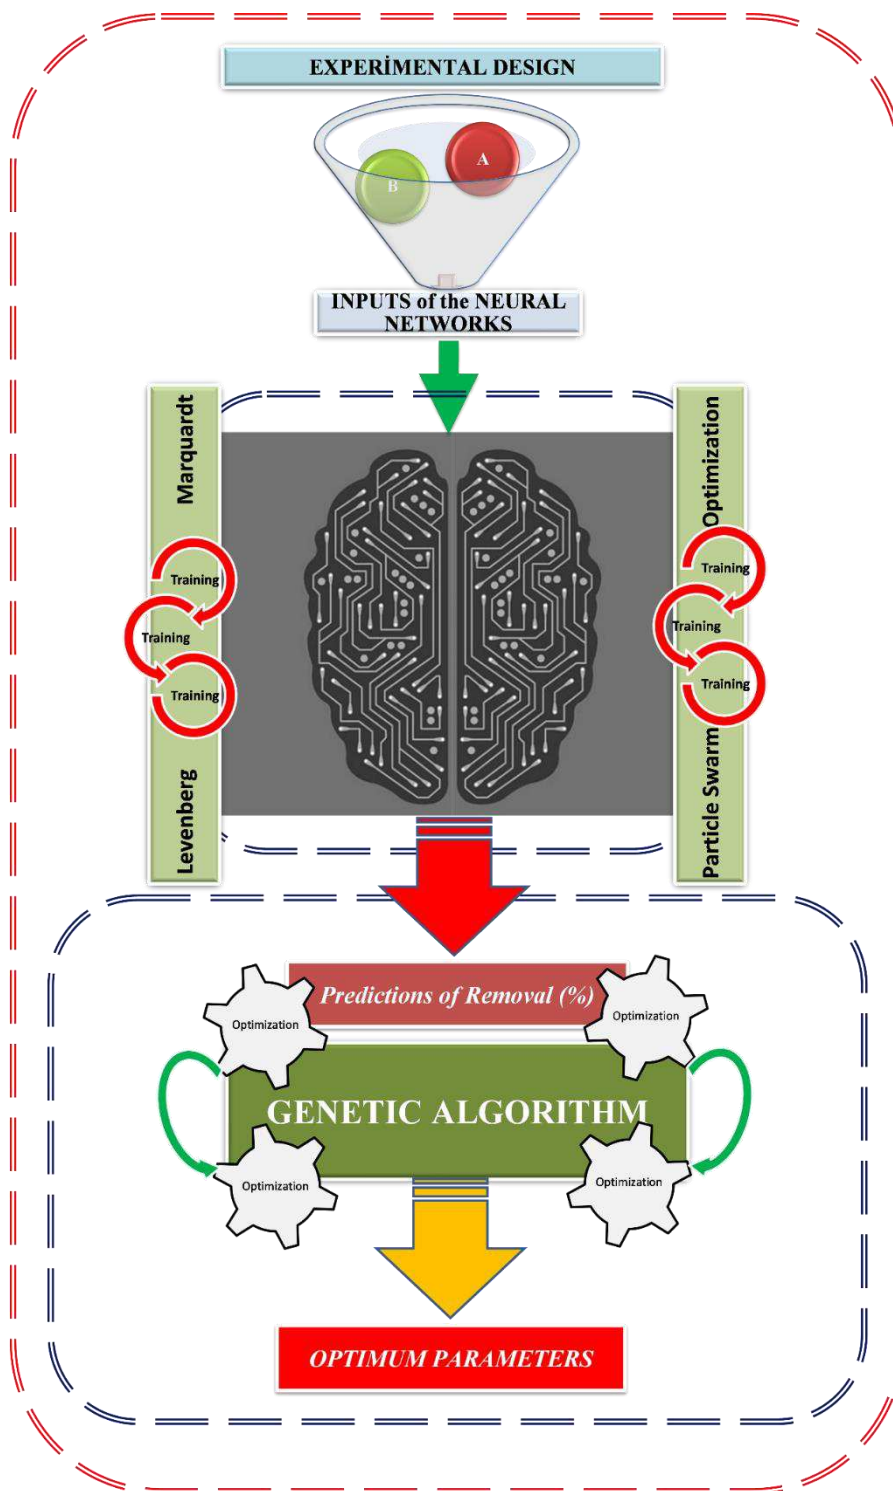 EXPERİMENTAL DESIGN
A
B
INPUTS of the NEURAL
NETWORKS
Levenberg Marquardt
Training
Training
Training
Particle Swarm Optimization
Training
Training
Training
Predictions of Removal (%)
Optimization
Optimization
GENETIC ALGORITHM
Optimization
Optimization
OPTIMUM PARAMETERS